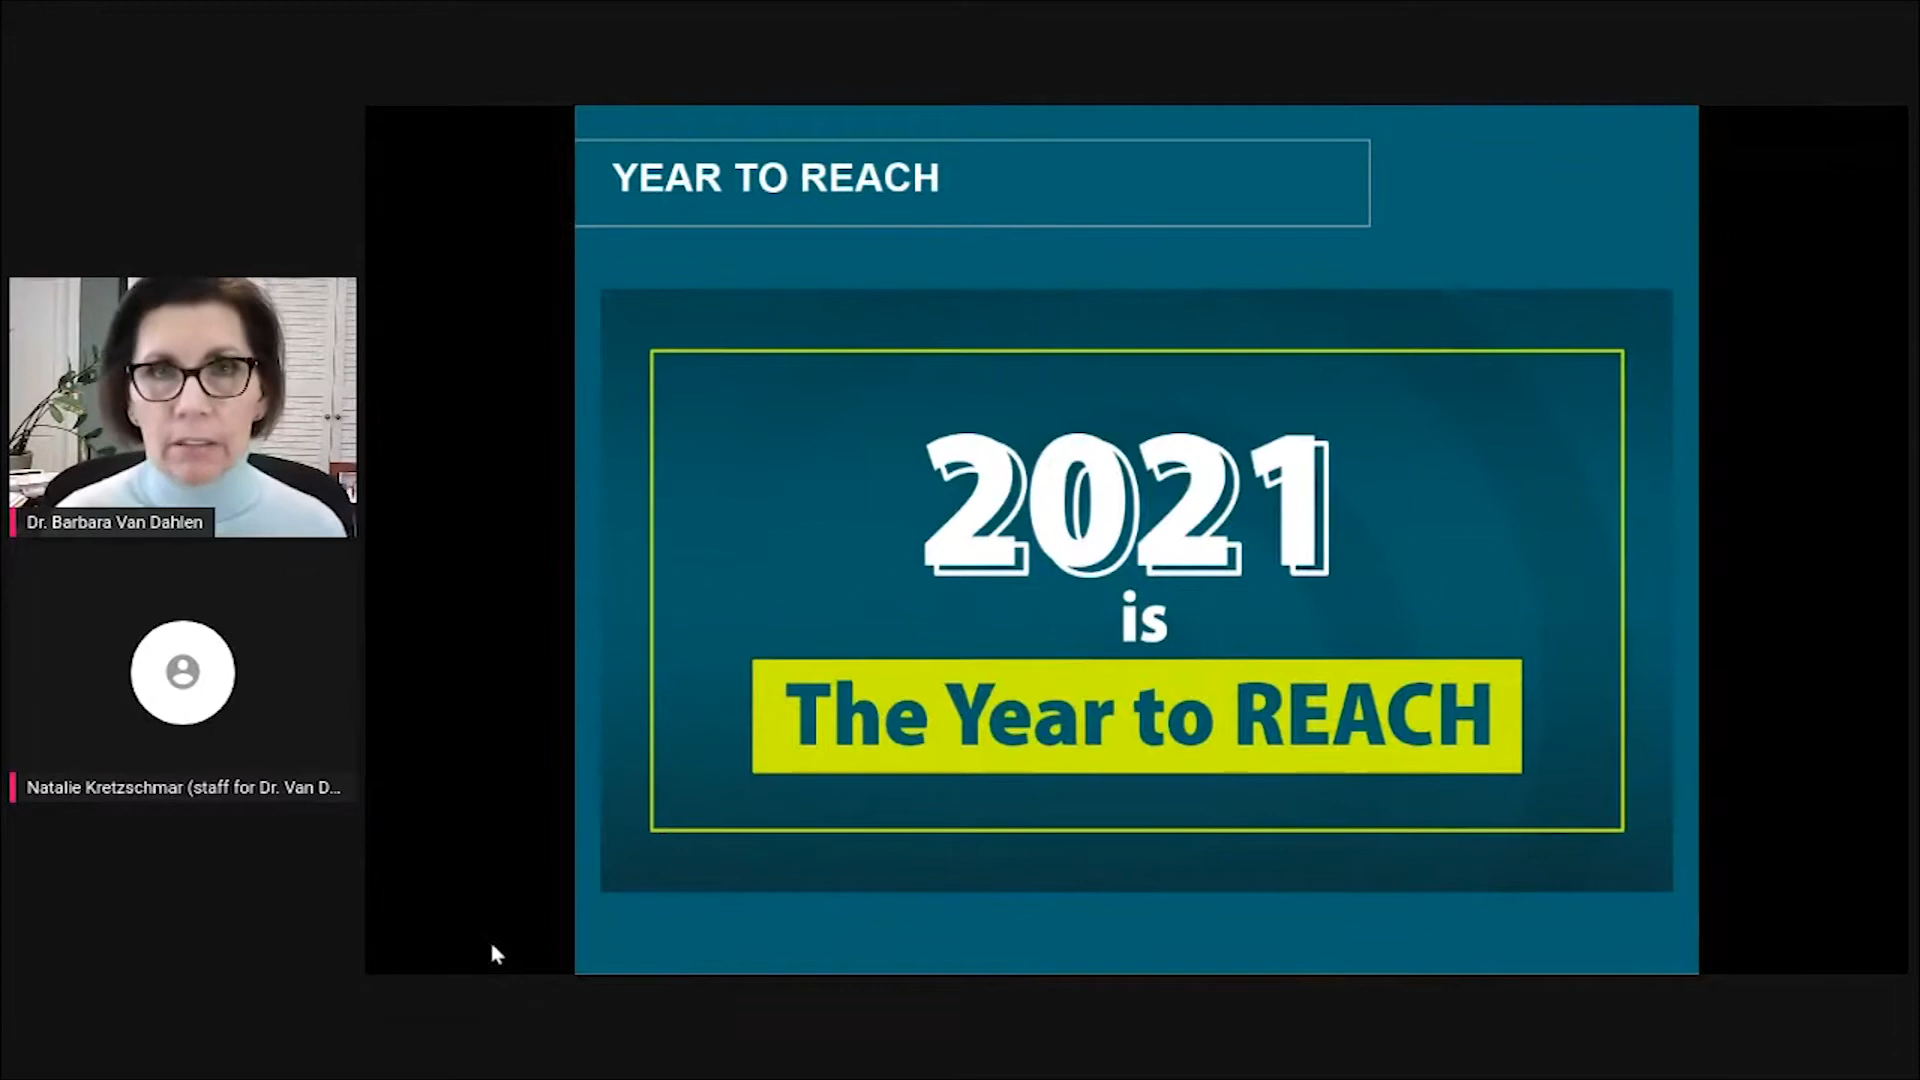 YEAR TO REACH
2021
is
The Year to REACH
Dr. Barbara Van Dahlen
Natalie Kretzschmar (staff for Dr. Van D...